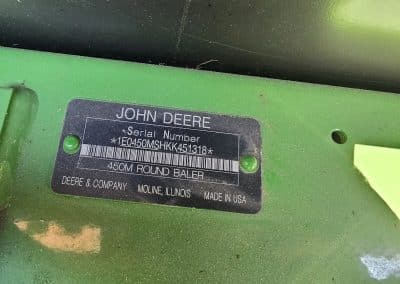 JOHN DEERE
Serial Number
*1E0450MSHKK451318*
450M ROUND BALER
DEERE & COMPANY MOLINE, ILLINOIS MADE IN USA